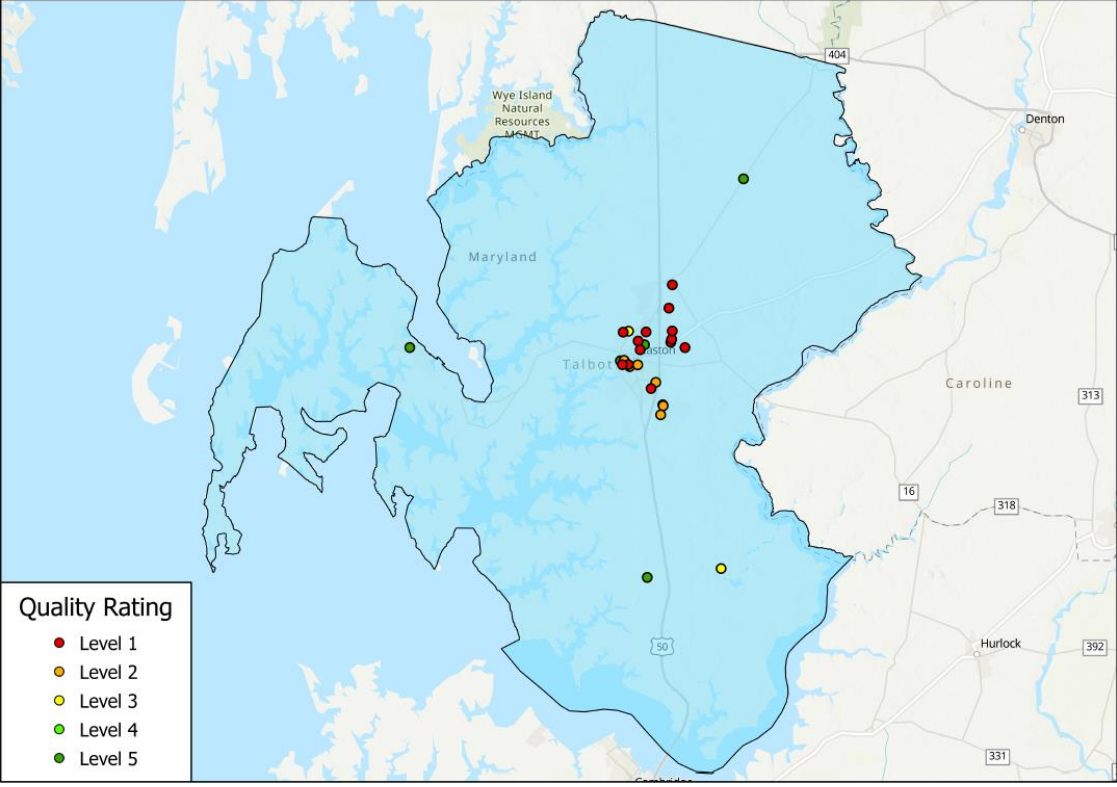 404
Wye Island
Natural
Resources
MGMT
Denton
Maryland
Easton
Talbot
Caroline
313
16
318
Quality Rating
Level 1
Level 2
Level 3
Level 4
Level 5
50
Hurlock
392
331
Cambridge